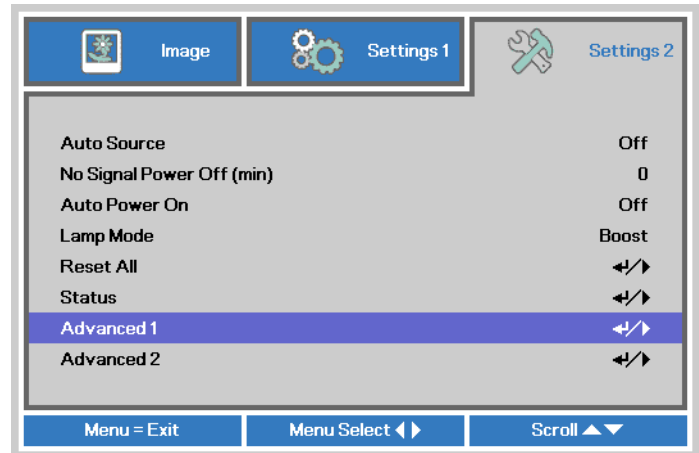 Image Settings 1 Settings 2
Auto Source Off
No Signal Power Off (min) 0
Auto Power On Off
Lamp Mode Boost
Reset All ↵/▶
Status ↵/▶
Advanced 1 ↵/▶
Advanced 2 ↵/▶
Menu = Exit Menu Select ◀▶ Scroll ▲▼